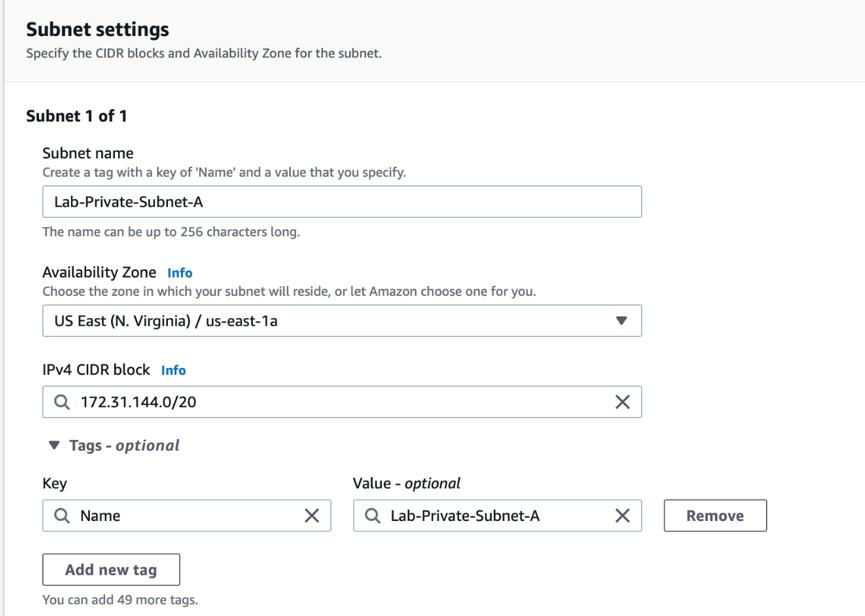 Subnet settings
Specify the CIDR blocks and Availability Zone for the subnet.
Subnet 1 of 1
Subnet name
Create a tag with a key of 'Name' and a value that you specify.
Lab-Private-Subnet-A
The name can be up to 256 characters long.
Availability Zone Info
Choose the zone in which your subnet will reside, or let Amazon choose one for you.
US East (N. Virginia) / us-east-1a
IPv4 CIDR block Info
172.31.144.0/20
Tags - optional
Key Value - optional
Name Lab-Private-Subnet-A Remove
Add new tag
You can add 49 more tags.